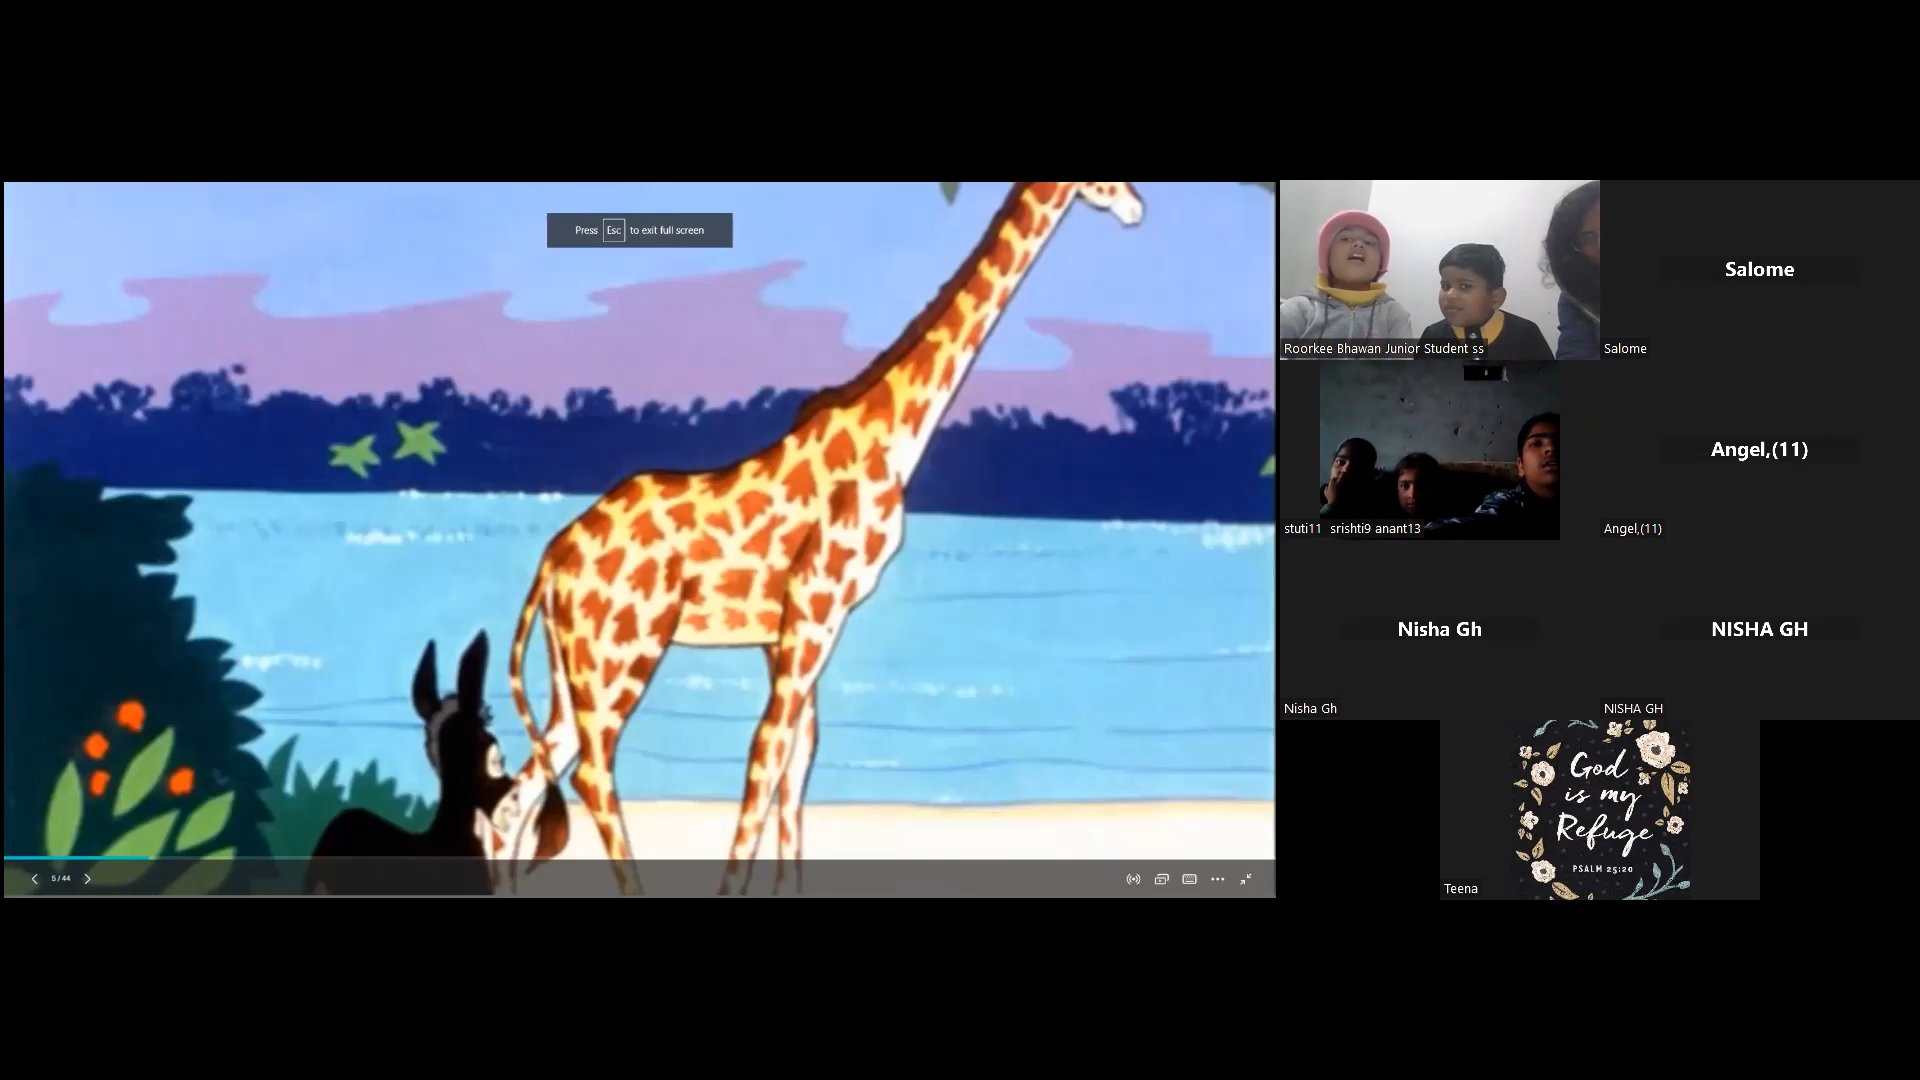 Press Esc to exit full screen
5 / 44
Roorkee Bhawan Junior Student ss
Salome
Salome
stuti11 srishti9 anant13
Angel,(11)
Angel,(11)
Nisha Gh
Nisha Gh
NISHA GH
NISHA GH
God
is my
Refuge
PSALM 25:20
Teena